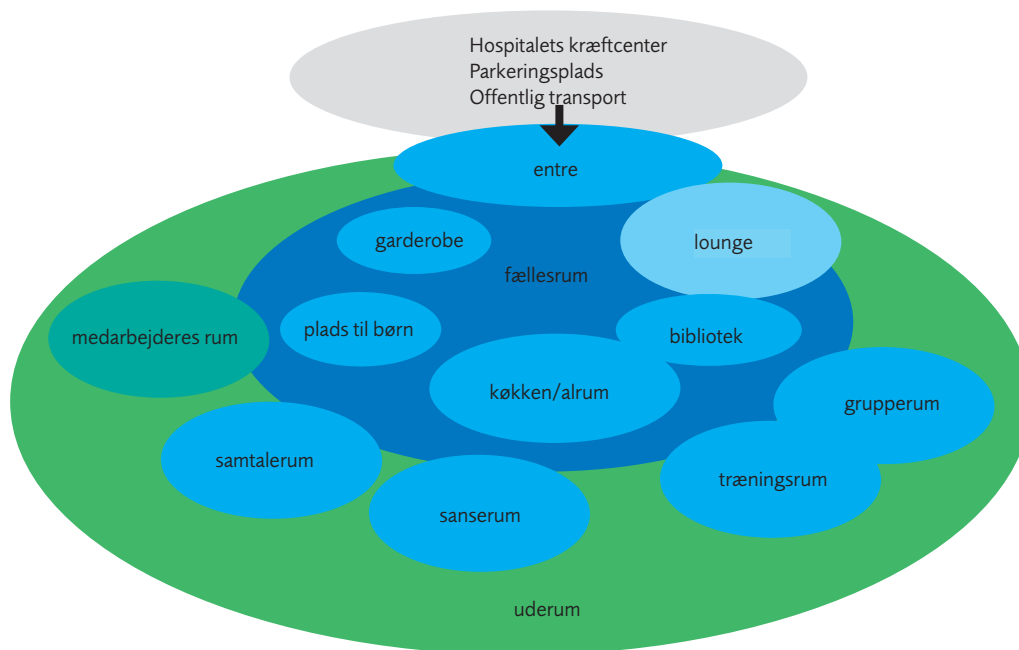 Hospitalets kræftcenter
Parkeringsplads
Offentlig transport
entre
garderobe
lounge
fællesrum
plads til børn
medarbejderes rum
bibliotek
køkken/alrum
grupperum
samtalerum
træningsrum
sanserum
uderum